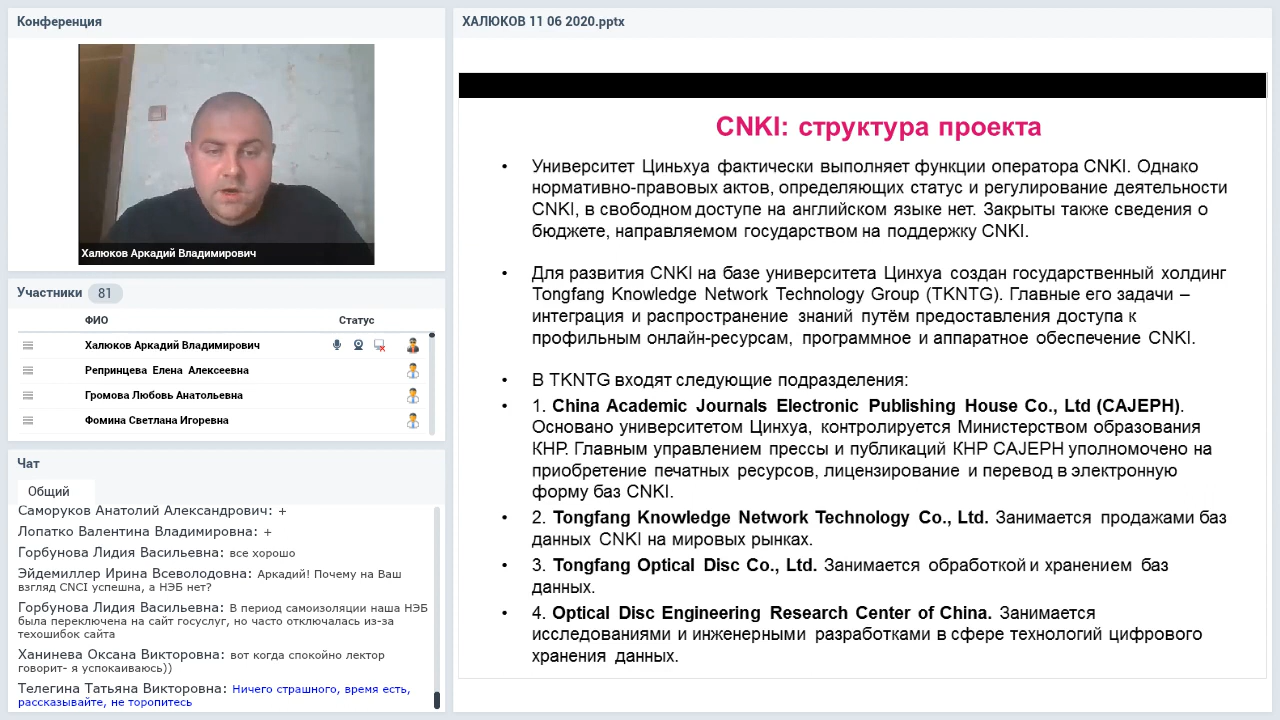 Конференция
Халюков Аркадий Владимирович
Участники 81
ФИО Статус
Халюков Аркадий Владимирович
Репринцева Елена Алексеевна
Громова Любовь Анатольевна
Фомина Светлана Игоревна
Чат
Общий
Саморуков Анатолий Александрович: +
Лопатко Валентина Владимировна: +
Горбунова Лидия Васильевна: все хорошо
Эйдемиллер Ирина Всеволодовна: Аркадий! Почему на Ваш
взгляд CNCI успешна, а НЭБ нет?
Горбунова Лидия Васильевна: В период самоизоляции наша НЭБ
была переключена на сайт госуслуг, но часто отключалась из-за
техошибок сайта
Ханинева Оксана Викторовна: вот когда спокойно лектор
говорит- я успокаиваюсь))
Телегина Татьяна Викторовна: Ничего страшного, время есть,
рассказывайте, не торопитесь
ХАЛЮКОВ 11 06 2020.pptx
CNKI: структура проекта
• Университет Циньхуа фактически выполняет функции оператора CNKI. Однако
нормативно-правовых актов, определяющих статус и регулирование деятельности
CNKI, в свободном доступе на английском языке нет. Закрыты также сведения о
бюджете, направляемом государством на поддержку CNKI.
• Для развития CNKI на базе университета Цинхуа создан государственный холдинг
Tongfang Knowledge Network Technology Group (TKNTG). Главные его задачи –
интеграция и распространение знаний путём предоставления доступа к
профильным онлайн-ресурсам, программное и аппаратное обеспечение CNKI.
• В TKNTG входят следующие подразделения:
• 1. China Academic Journals Electronic Publishing House Co., Ltd (CAJEPH).
Основано университетом Цинхуа, контролируется Министерством образования
КНР. Главным управлением прессы и публикаций КНР CAJEPH уполномочено на
приобретение печатных ресурсов, лицензирование и перевод в электронную
форму баз CNKI.
• 2. Tongfang Knowledge Network Technology Co., Ltd. Занимается продажами баз
данных CNKI на мировых рынках.
• 3. Tongfang Optical Disc Co., Ltd. Занимается обработкой и хранением баз
данных.
• 4. Optical Disc Engineering Research Center of China. Занимается
исследованиями и инженерными разработками в сфере технологий цифрового
хранения данных.